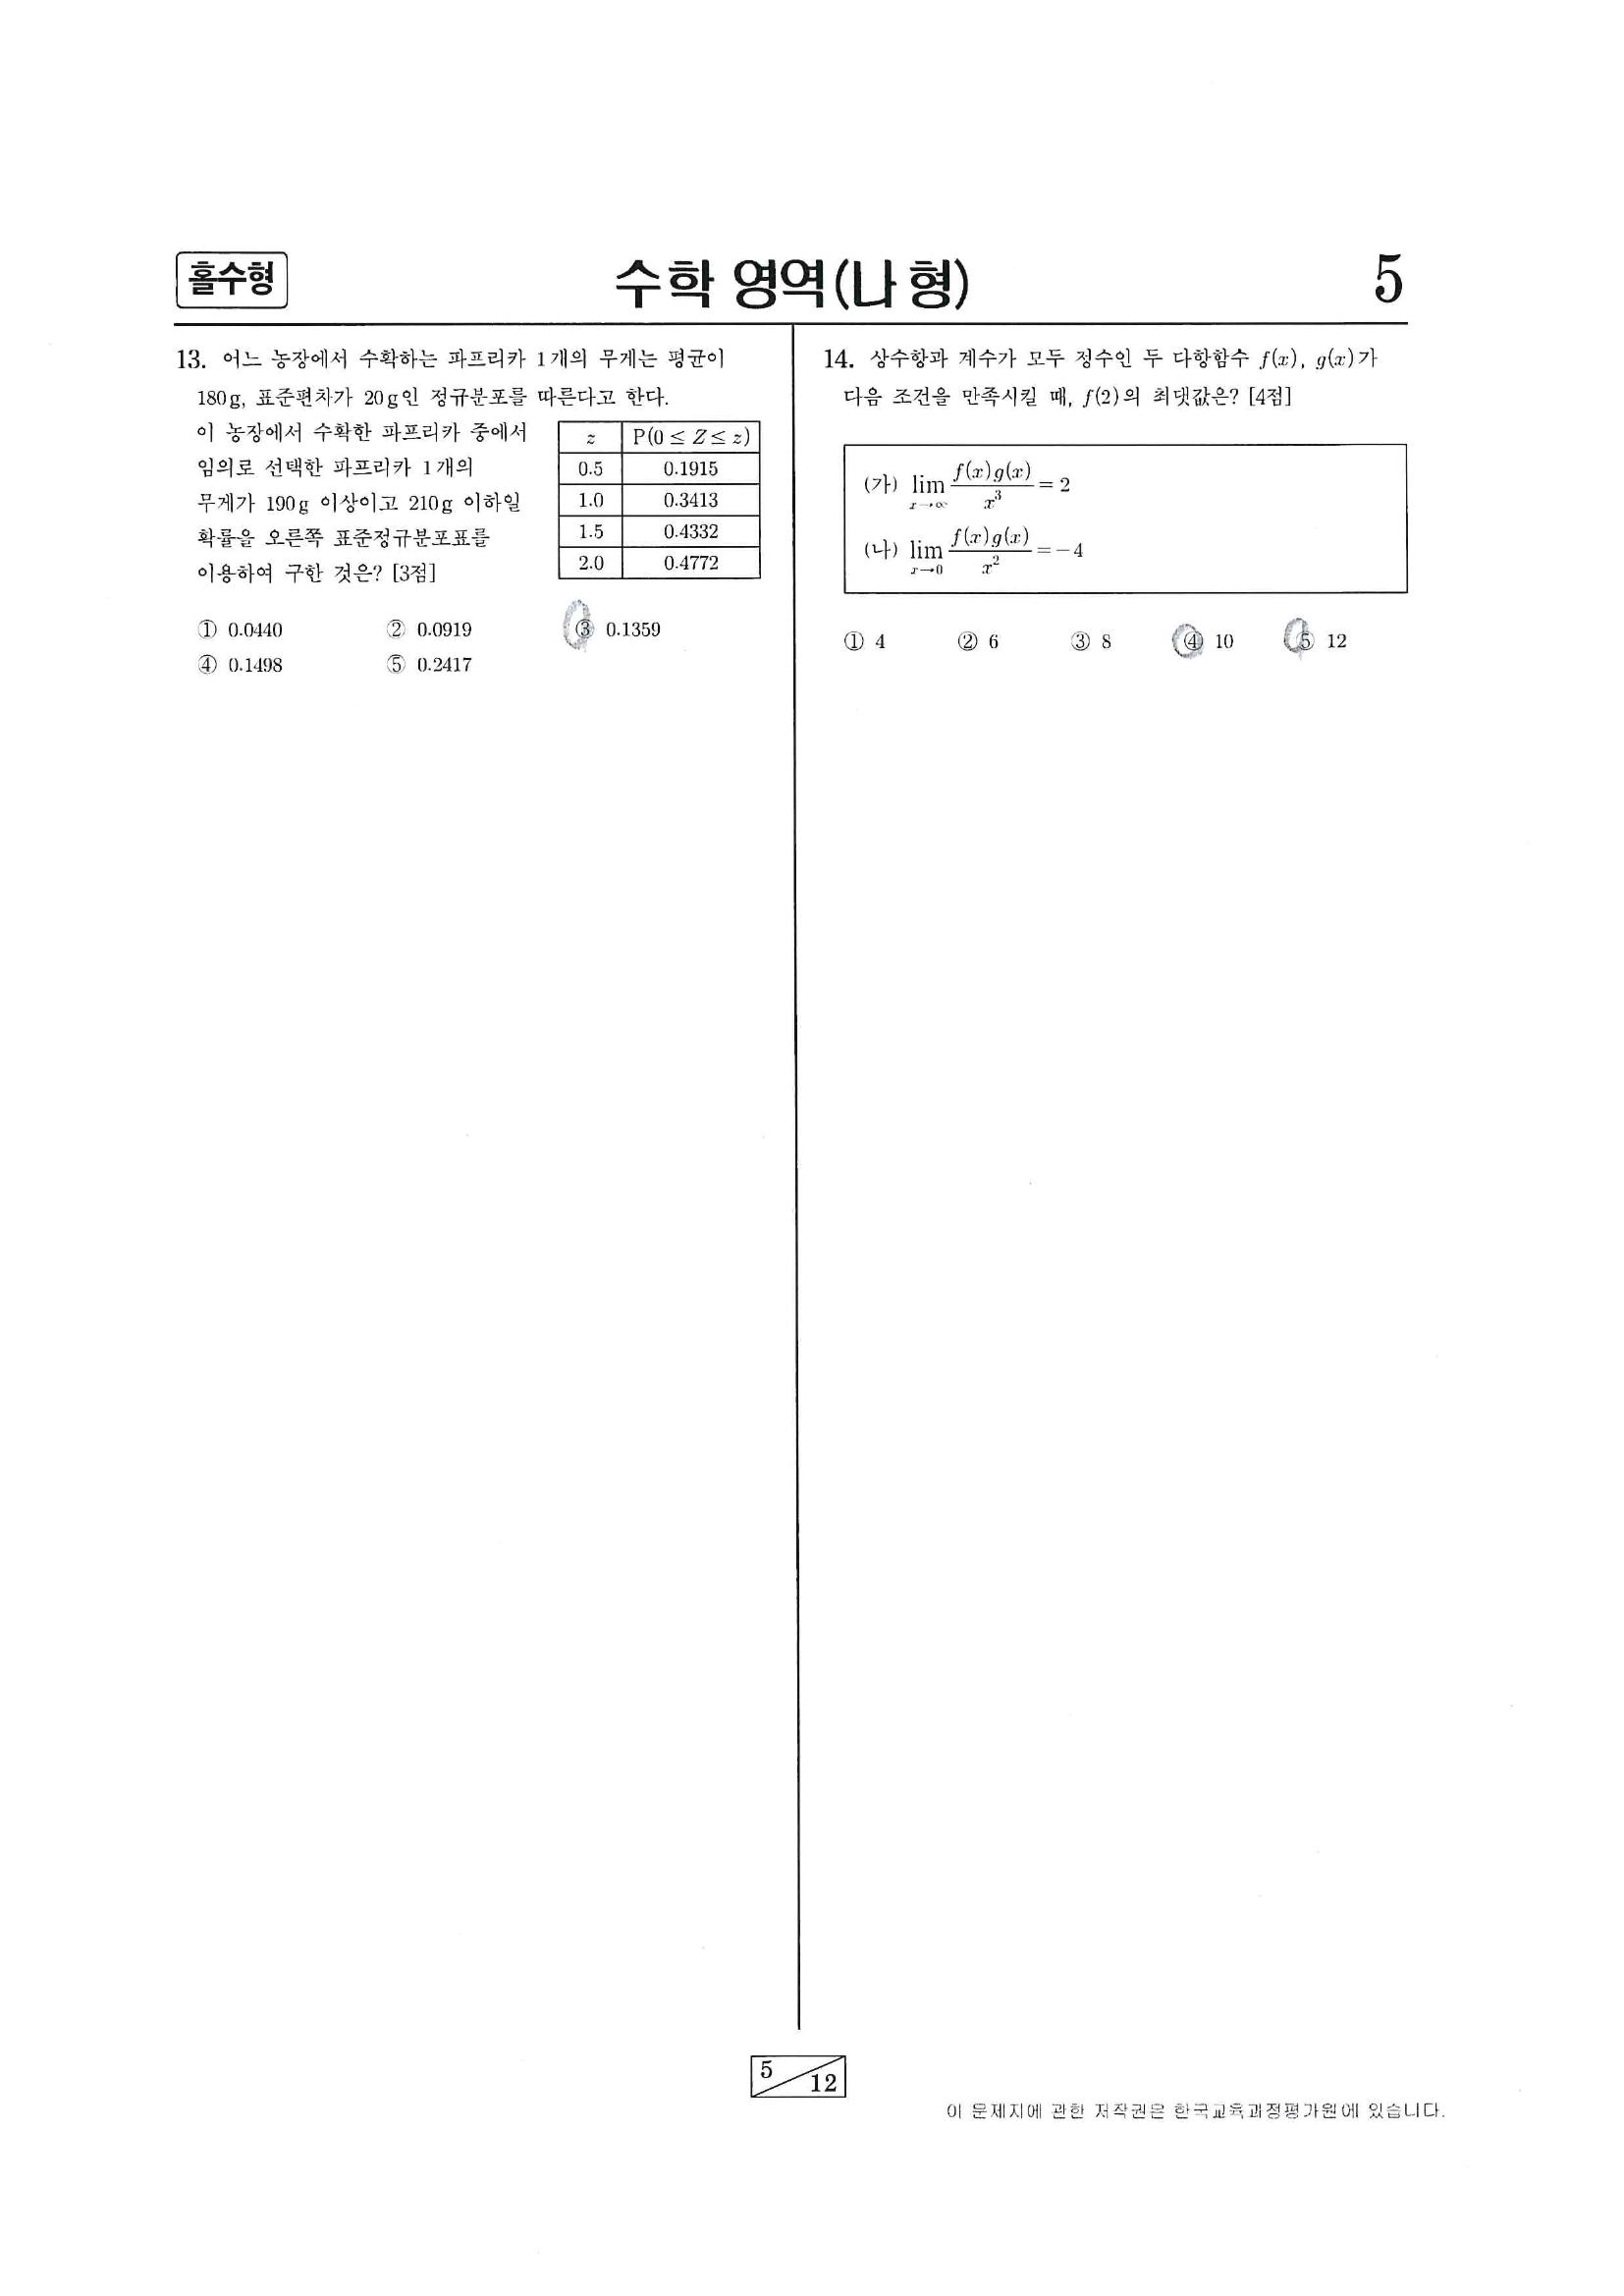 홀수형
수학 영역(나 형)
5
13. 어느 농장에서 수확하는 파프리카 1개의 무게는 평균이
180g, 표준편차가 20g인 정규분포를 따른다고 한다.
이 농장에서 수확한 파프리카 중에서
임의로 선택한 파프리카 1개의
무게가 190g 이상이고 210g 이하일
확률을 오른쪽 표준정규분포표를
이용하여 구한 것은? [3점]
z P(0 ≤ Z ≤ z)
0.5 0.1915
1.0 0.3413
1.5 0.4332
2.0 0.4772
① 0.0440 ② 0.0919 ③ 0.1359
④ 0.1498 ⑤ 0.2417
14. 상수항과 계수가 모두 정수인 두 다항함수 f(x), g(x)가
다음 조건을 만족시킬 때, f(2)의 최댓값은? [4점]
(가) lim x→∞ f(x)g(x)/x³ = 2
(나) lim x→0 f(x)g(x)/x² = −4
① 4 ② 6 ③ 8 ④ 10 ⑤ 12
5 12
이 문제지에 관한 저작권은 한국교육과정평가원에 있습니다.